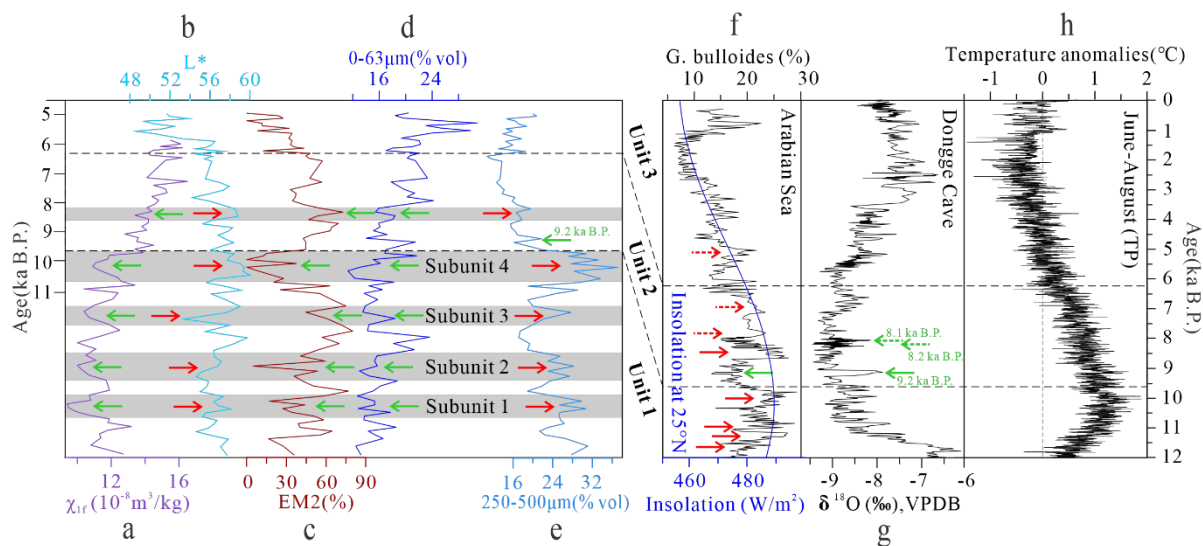 b
d
f
h
L*
0-63μm(% vol)
G. bulloides (%)
Temperature anomalies(℃)
48 52 56 60
16 24
10 20 30
-1 0 1 2
Age(ka B.P.)
5
6
7
8
9
10
11
9.2 ka B.P.
Subunit 4
Subunit 3
Subunit 2
Subunit 1
Unit 3
Unit 2
Unit 1
Insolation at 25°N
Arabian Sea
Dongge Cave
8.1 ka B.P.
8.2 ka B.P.
9.2 ka B.P.
June-August (TP)
0
1
2
3
4
5
6
7
8
9
10
11
12
Age(ka B.P.)
12 16
0 30 60 90
16 24 32
460 480
-9 -8 -7 -6
χlf(10⁻⁸m³/kg)
EM2(%)
250-500μm(% vol)
Insolation (W/m²)
δ ¹⁸O (‰),VPDB
a
c
e
g